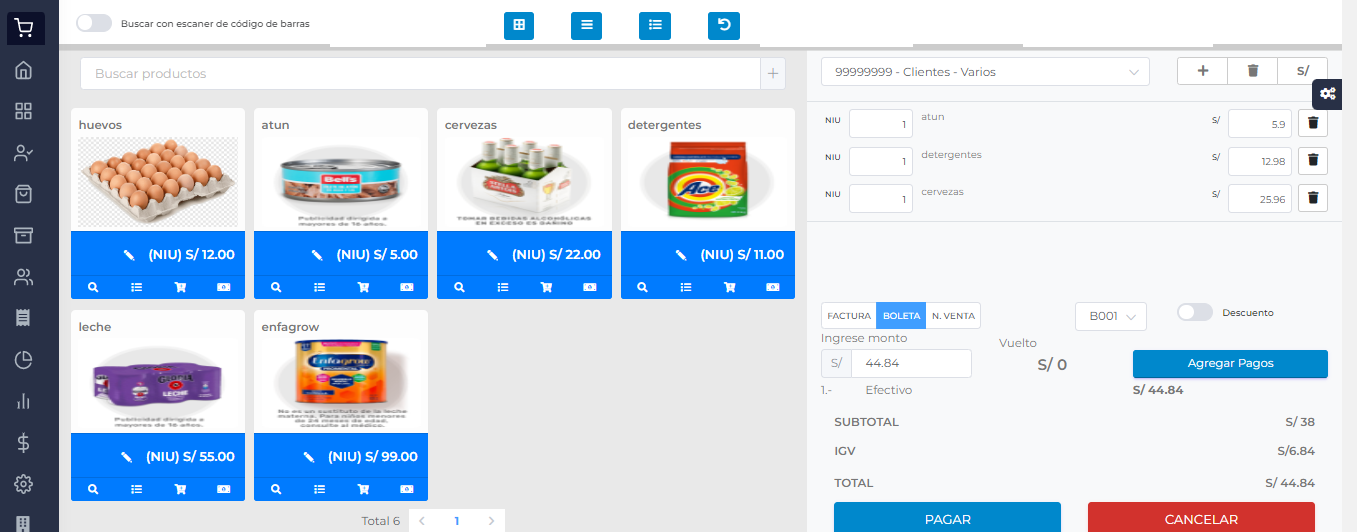 Buscar con escaner de código de barras
Buscar productos
huevos
(NIU) S/ 12.00
atun
Bell's
Publicidad dirigida a
mayores de 18 años.
(NIU) S/ 5.00
cervezas
STELLA
ARTOIS
TOMAR BEBIDAS ALCOHÓLICAS
EN EXCESO ES DAÑINO
(NIU) S/ 22.00
detergentes
Ace
(NIU) S/ 11.00
leche
Gloria
LECHE
Publicidad dirigida a
mayores de 16 años.
(NIU) S/ 55.00
enfagrow
Enfagrow
PREMENTAL
No es un sustituto de la leche
materna. Para niños menores
de 24 meses de edad,
consulte al médico.
(NIU) S/ 99.00
Total 6
1
99999999 - Clientes - Varios
S/
NIU 1 atun S/ 5.9
NIU 1 detergentes S/ 12.98
NIU 1 cervezas S/ 25.96
FACTURA BOLETA N. VENTA
B001
Descuento
Ingrese monto
Vuelto
S/ 44.84
S/ 0
Agregar Pagos
1.- Efectivo
S/ 44.84
SUBTOTAL S/ 38
IGV S/6.84
TOTAL S/ 44.84
PAGAR
CANCELAR